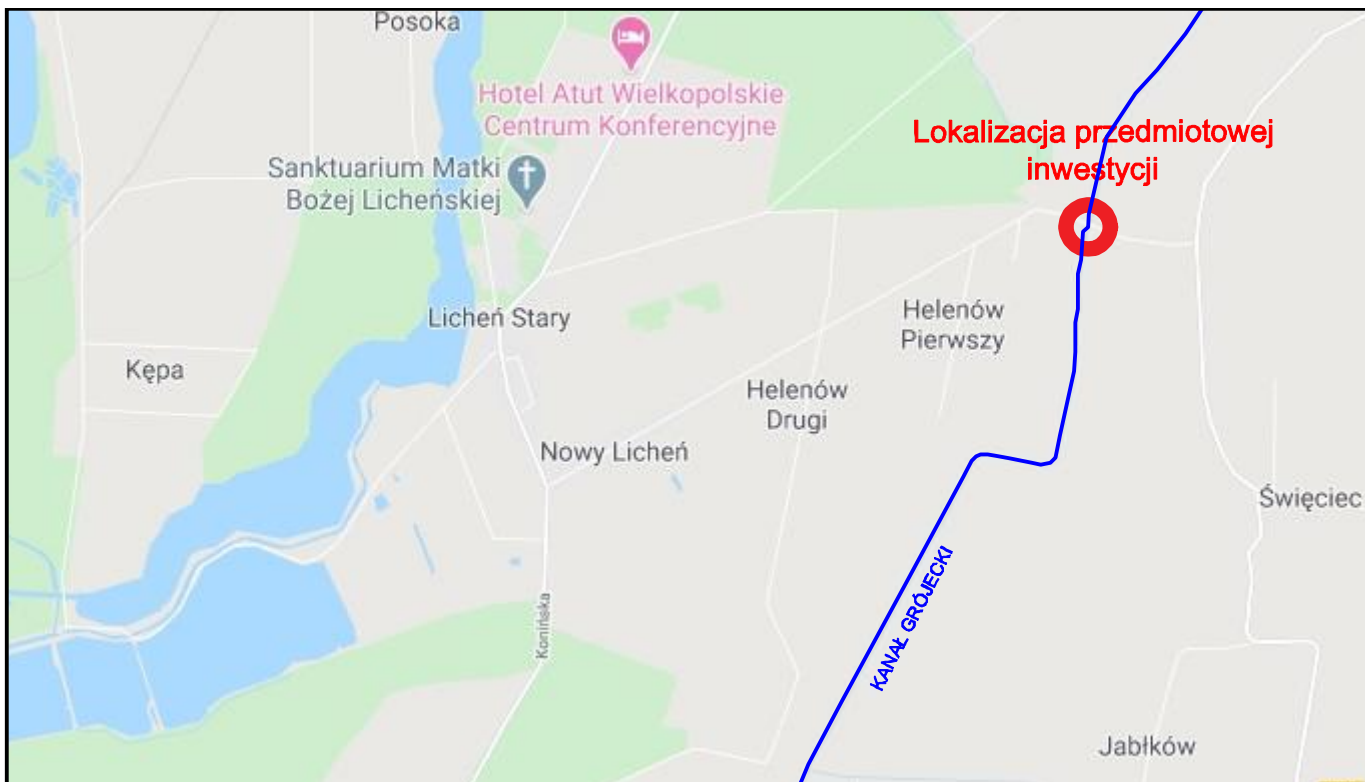 Posoka
Hotel Atut Wielkopolskie
Centrum Konferencyjne
Lokalizacja przedmiotowej
inwestycji
Sanktuarium Matki
Bożej Licheńskiej
Licheń Stary
Helenów
Pierwszy
Kępa
Helenów
Drugi
Nowy Licheń
Święciec
KANAŁ GRÓJECKI
Konińska
Jabłków